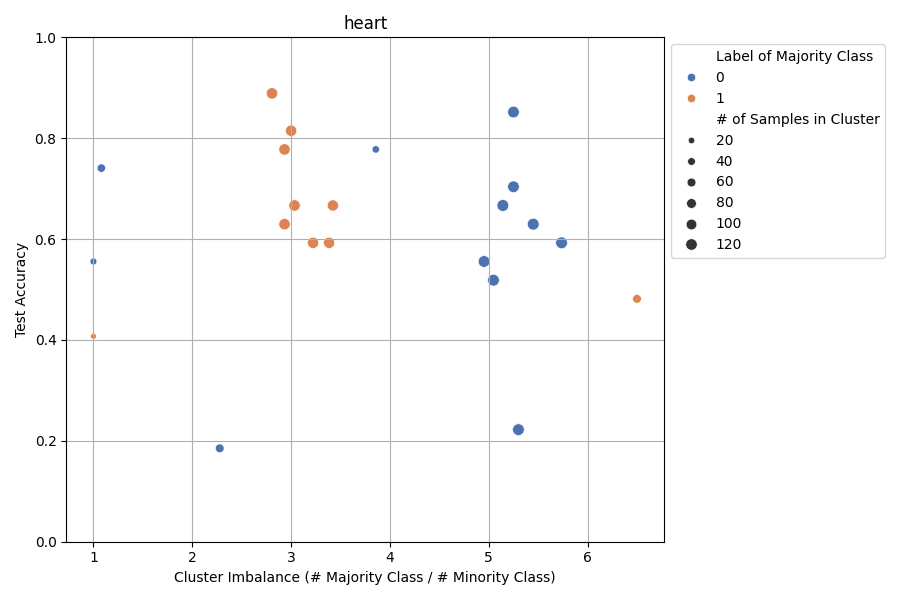 heart
1.0
0.8
0.6
0.4
0.2
0.0
Test Accuracy
1 2 3 4 5 6
Cluster Imbalance (# Majority Class / # Minority Class)
Label of Majority Class
0
1
# of Samples in Cluster
20
40
60
80
100
120